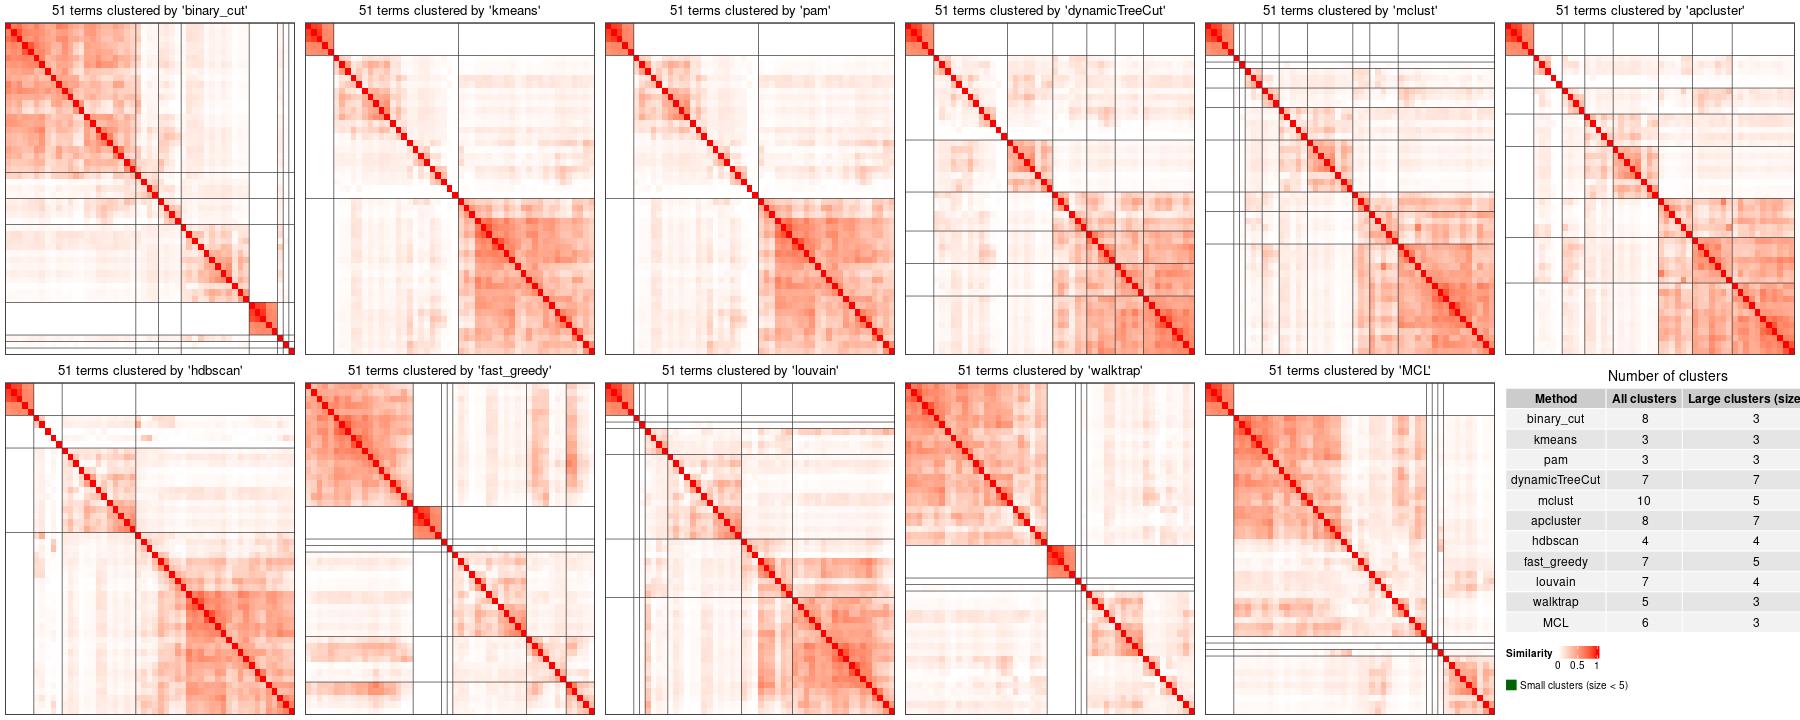 51 terms clustered by 'binary_cut'
51 terms clustered by 'kmeans'
51 terms clustered by 'pam'
51 terms clustered by 'dynamicTreeCut'
51 terms clustered by 'mclust'
51 terms clustered by 'apcluster'
51 terms clustered by 'hdbscan'
51 terms clustered by 'fast_greedy'
51 terms clustered by 'louvain'
51 terms clustered by 'walktrap'
51 terms clustered by 'MCL'
Number of clusters
Method All clusters Large clusters (size
binary_cut 8 3
kmeans 3 3
pam 3 3
dynamicTreeCut 7 7
mclust 10 5
apcluster 8 7
hdbscan 4 4
fast_greedy 7 5
louvain 7 4
walktrap 5 3
MCL 6 3
Similarity
0 0.5 1
Small clusters (size < 5)